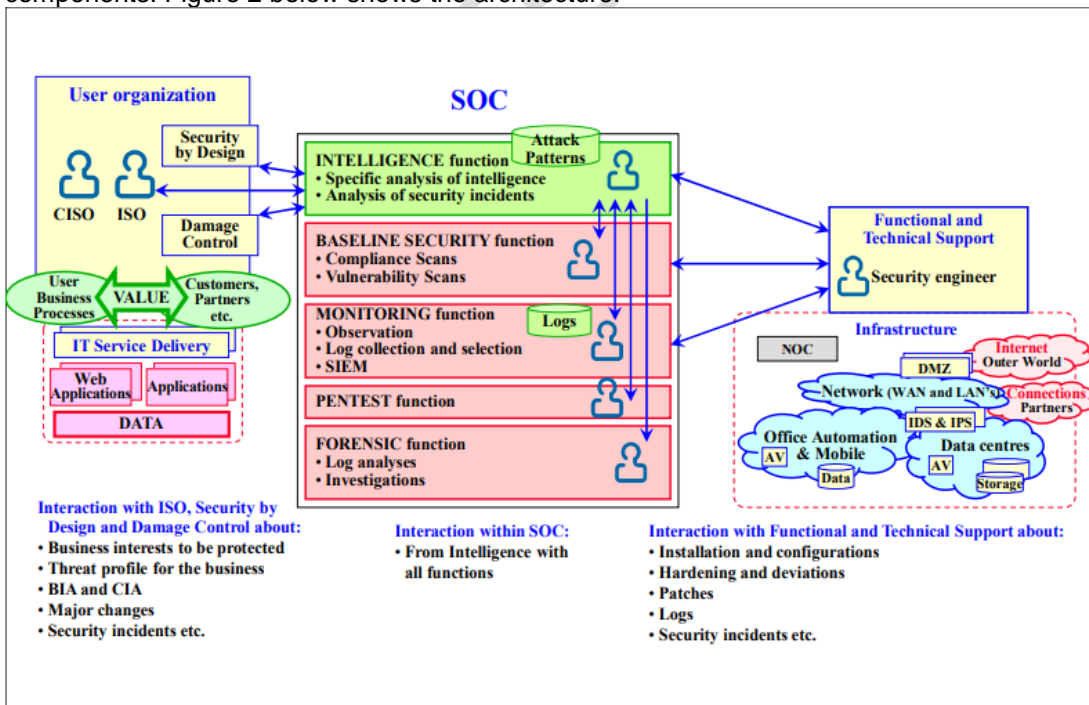 components. Figure 2 below shows the architecture.
User organization
Security
by Design
CISO
ISO
Damage
Control
User
Business
Processes
VALUE
Customers,
Partners
etc.
IT Service Delivery
Web
Applications
Applications
DATA
SOC
Attack
Patterns
INTELLIGENCE function
• Specific analysis of intelligence
• Analysis of security incidents
BASELINE SECURITY function
• Compliance Scans
• Vulnerability Scans
MONITORING function
• Observation
• Log collection and selection
• SIEM
Logs
PENTEST function
FORENSIC function
• Log analyses
• Investigations
Functional and
Technical Support
Security engineer
Infrastructure
NOC
Internet
Outer World
DMZ
Network (WAN and LAN's)
Connections
Partners
IDS & IPS
Office Automation
& Mobile
AV
Data
Data centres
AV
Storage
Interaction with ISO, Security by
Design and Damage Control about:
• Business interests to be protected
• Threat profile for the business
• BIA and CIA
• Major changes
• Security incidents etc.
Interaction within SOC:
• From Intelligence with
all functions
Interaction with Functional and Technical Support about:
• Installation and configurations
• Hardening and deviations
• Patches
• Logs
• Security incidents etc.